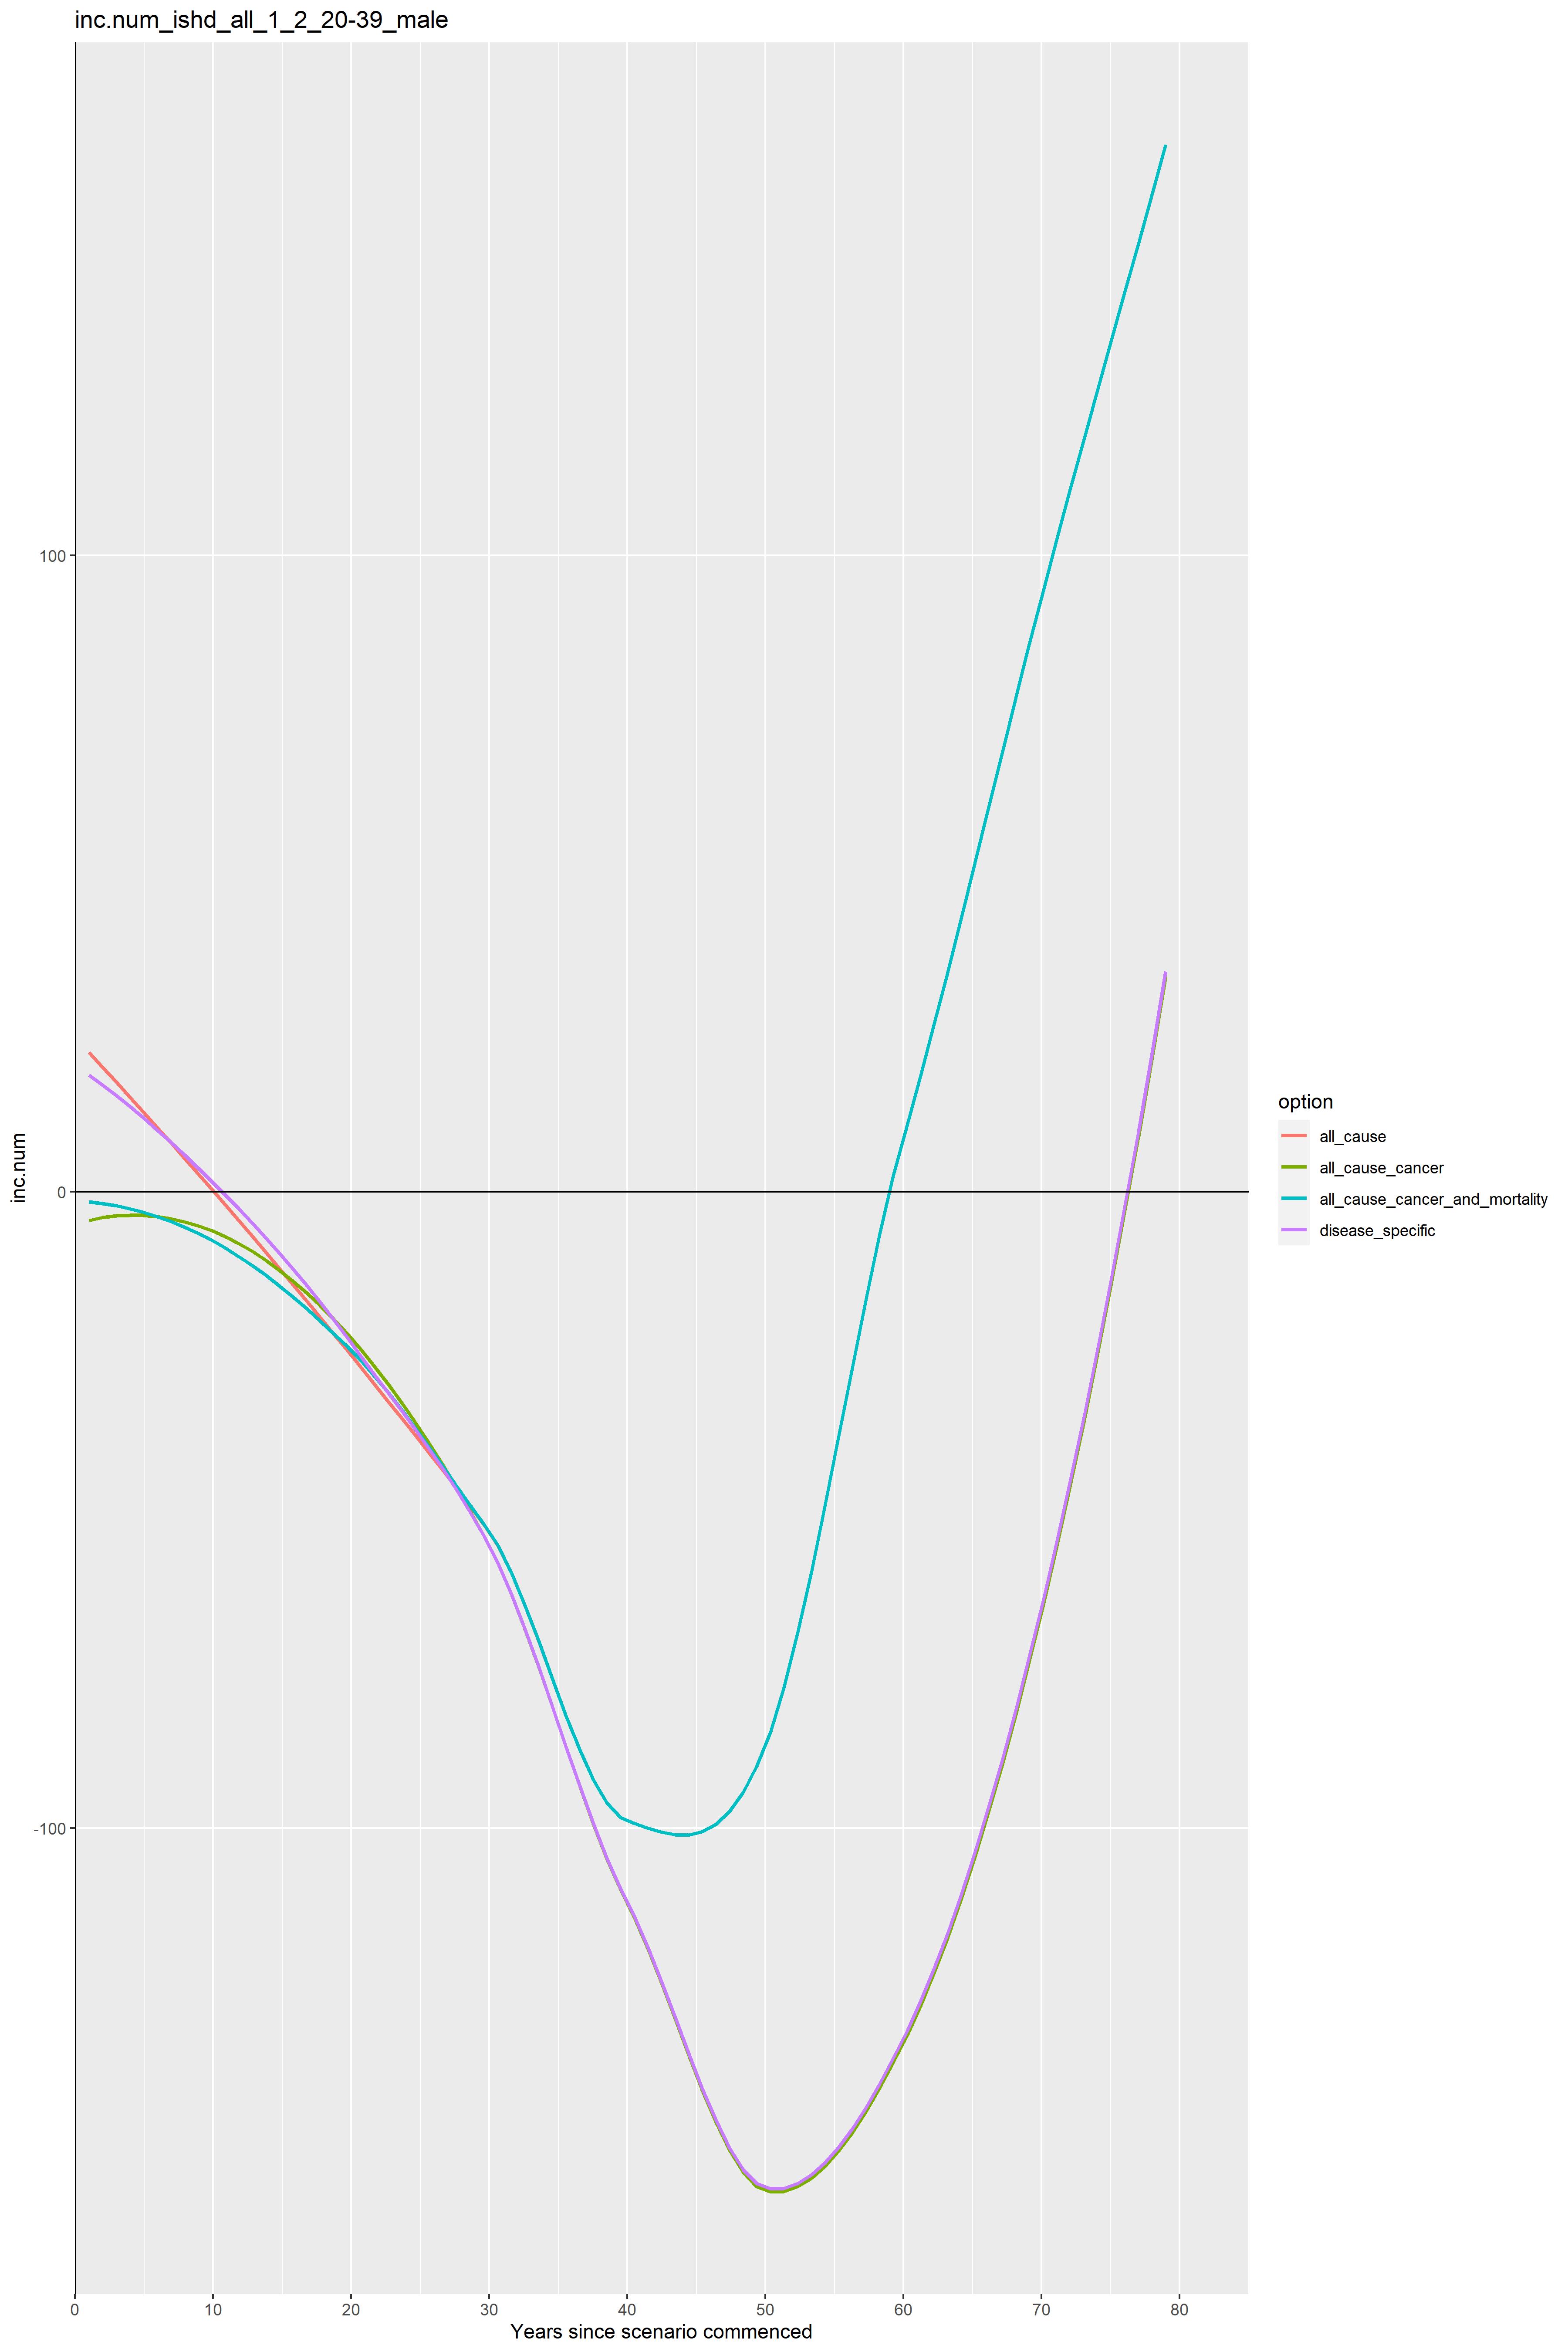 inc.num_ishd_all_1_2_20-39_male
inc.num
100
0
-100
0 10 20 30 40 50 60 70 80
Years since scenario commenced
option
all_cause
all_cause_cancer
all_cause_cancer_and_mortality
disease_specific